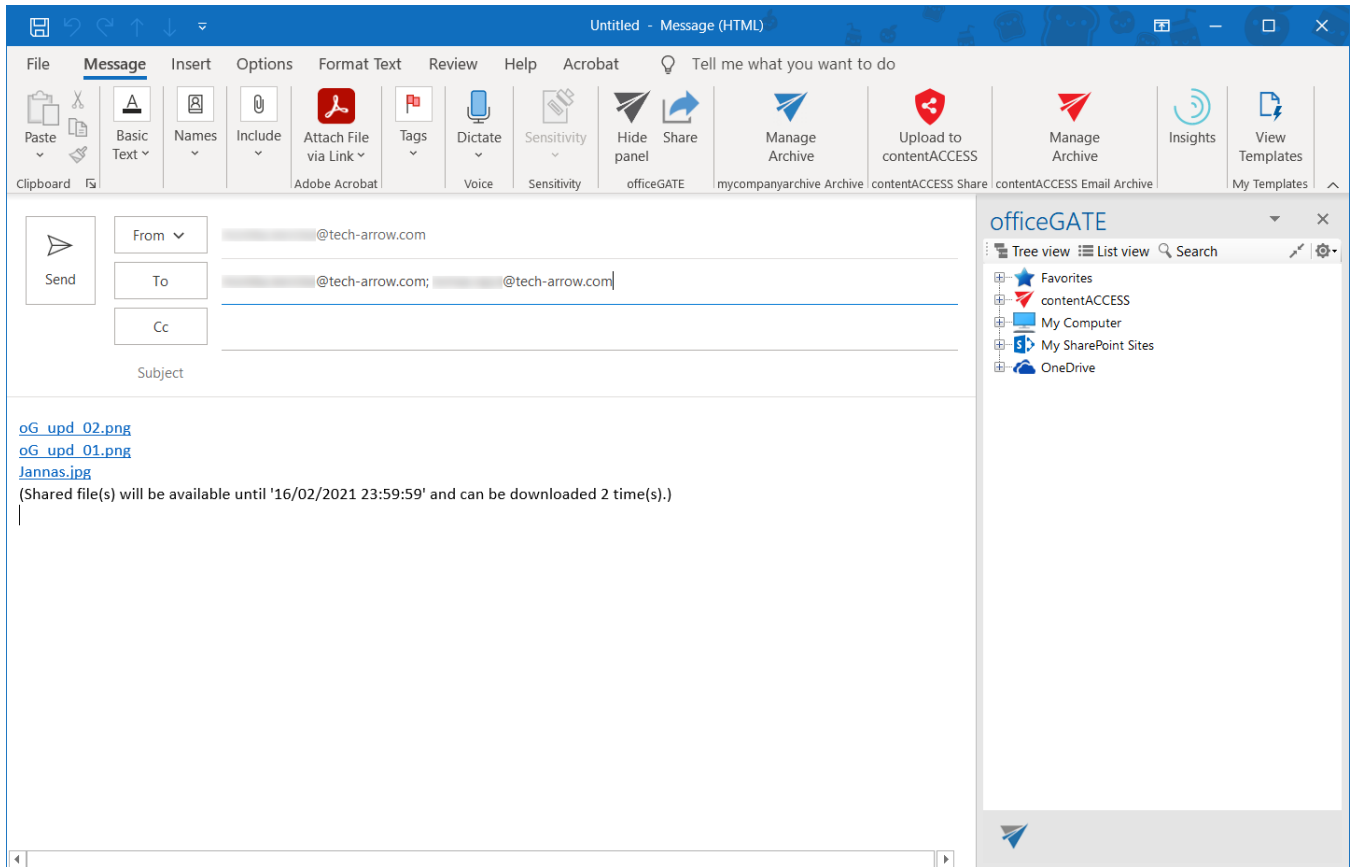 Untitled - Message (HTML)
File Message Insert Options Format Text Review Help Acrobat Tell me what you want to do
Paste
Basic Text
Names
Include
Attach File via Link
Tags
Dictate
Sensitivity
Hide panel
Share
Manage Archive
Upload to contentACCESS
Manage Archive
Insights
View Templates
Clipboard Adobe Acrobat Voice Sensitivity officeGATE mycompanyarchive Archive contentACCESS Share contentACCESS Email Archive My Templates
Send
From @tech-arrow.com
To @tech-arrow.com; @tech-arrow.com
Cc
Subject
oG_upd_02.png
oG_upd_01.png
Jannas.jpg
(Shared file(s) will be available until '16/02/2021 23:59:59' and can be downloaded 2 time(s).)
officeGATE
Tree view List view Search
Favorites
contentACCESS
My Computer
My SharePoint Sites
OneDrive